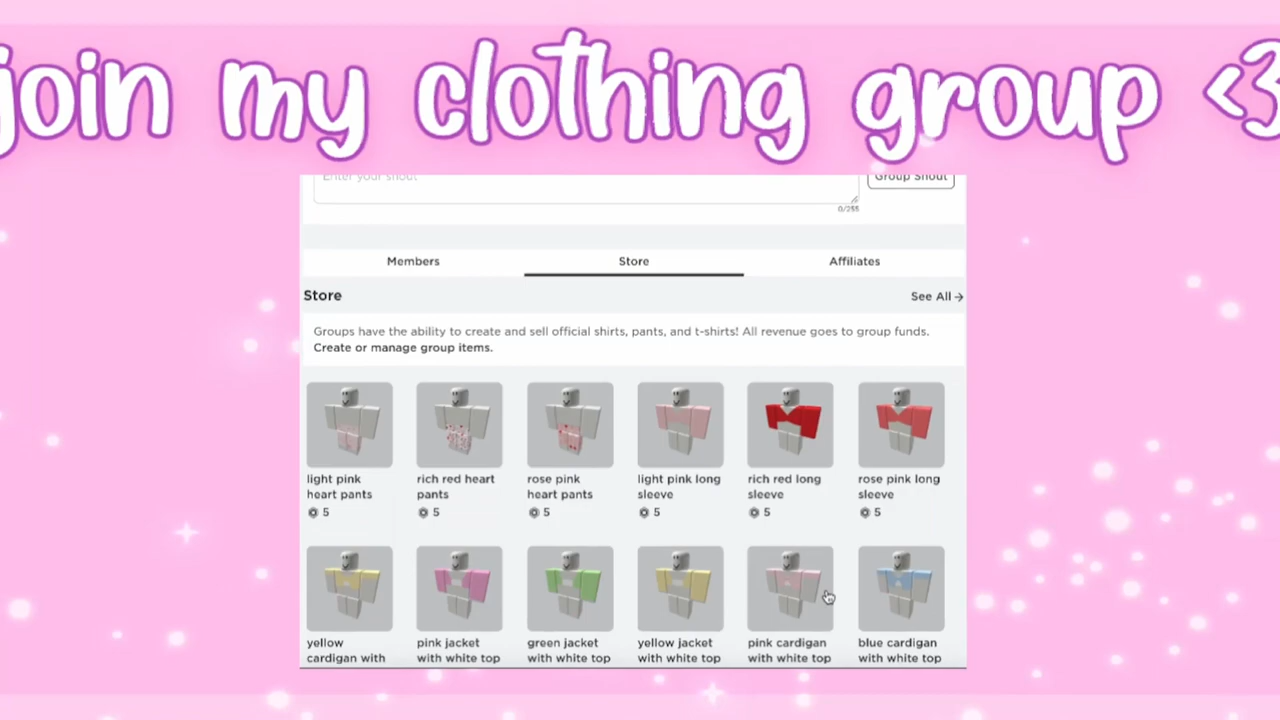 join my clothing group <3
Enter your shout
Group Shout
0/255
Members
Store
Affiliates
Store
See All →
Groups have the ability to create and sell official shirts, pants, and t-shirts! All revenue goes to group funds.
Create or manage group items.
light pink
heart pants
5
rich red heart
pants
5
rose pink
heart pants
5
light pink long
sleeve
5
rich red long
sleeve
5
rose pink long
sleeve
5
yellow
cardigan with
pink jacket
with white top
green jacket
with white top
yellow jacket
with white top
pink cardigan
with white top
blue cardigan
with white top